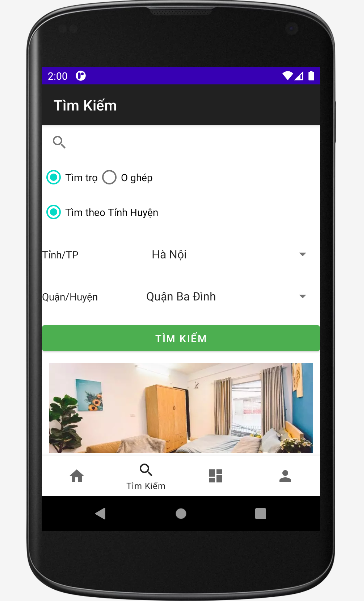 2:00
Tìm Kiếm
Tìm trọ O ghép
Tìm theo Tỉnh Huyện
Tỉnh/TP Hà Nội
Quận/Huyện Quận Ba Đình
TÌM KIẾM
Tìm Kiếm